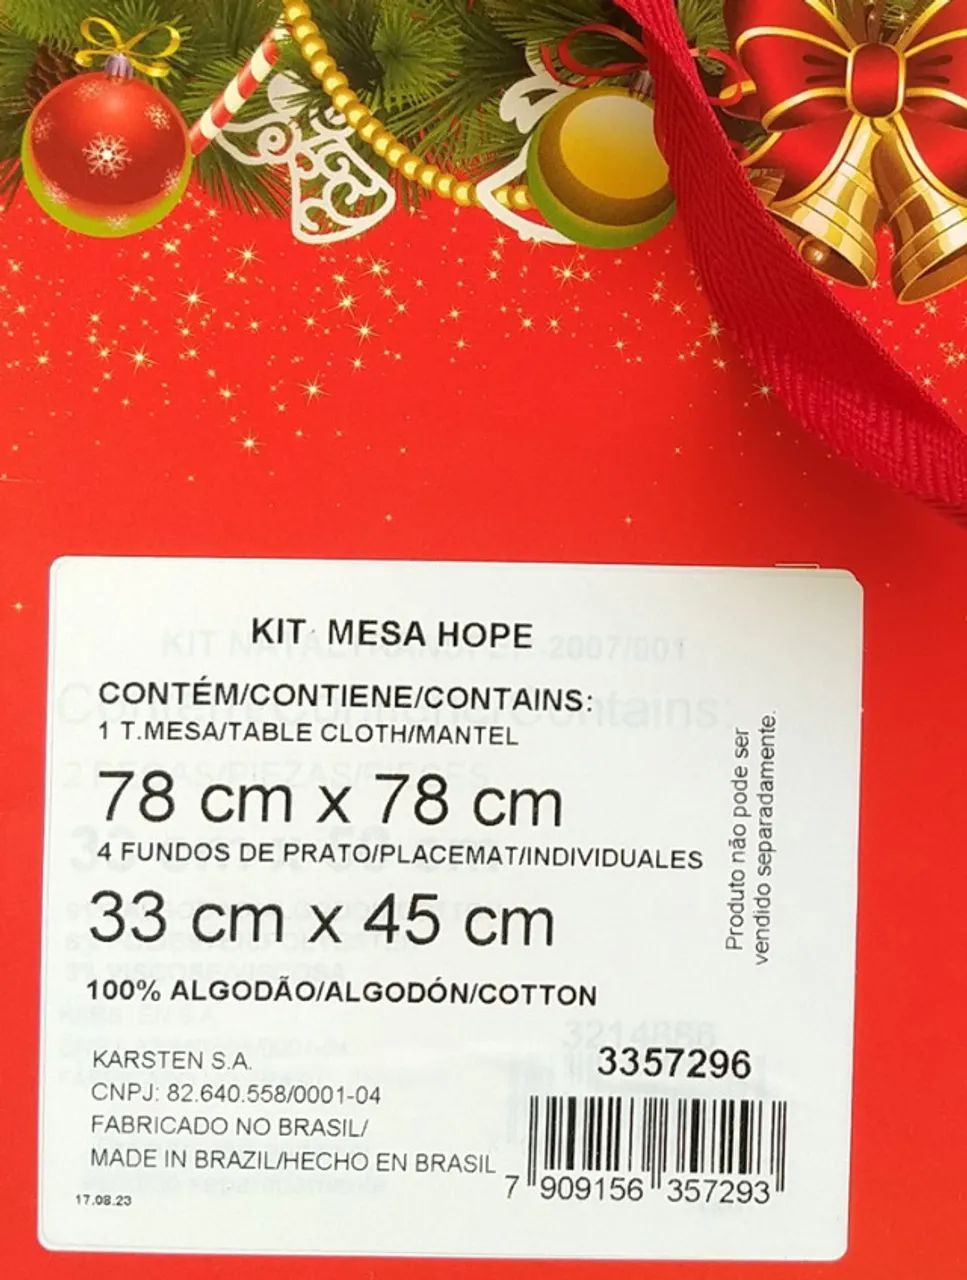 KIT MESA HOPE
CONTÉM/CONTIENE/CONTAINS:
1 T.MESA/TABLE CLOTH/MANTEL
78 cm x 78 cm
4 FUNDOS DE PRATO/PLACEMAT/INDIVIDUALES
33 cm x 45 cm
100% ALGODÃO/ALGODÓN/COTTON
KARSTEN S.A.
CNPJ: 82.640.558/0001-04
FABRICADO NO BRASIL/
MADE IN BRAZIL/HECHO EN BRASIL
17.08.23
Produto não pode ser
vendido separadamente.
3357296
7 909156 357293